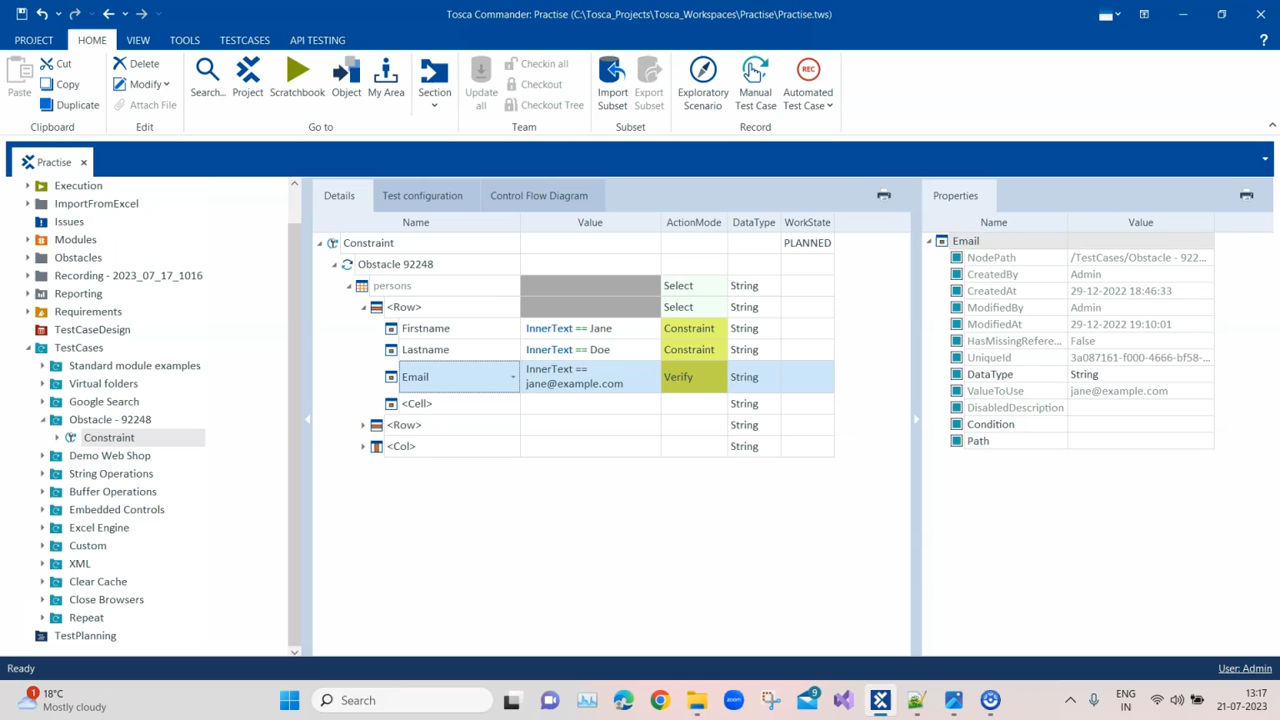 Tosca Commander: Practise (C:\Tosca_Projects\Tosca_Workspaces\Practise\Practise.tws)
PROJECT HOME VIEW TOOLS TESTCASES API TESTING
?
Paste
Cut
Copy
Duplicate
Clipboard
Delete
Modify
Attach File
Edit
Search...
Project
Scratchbook
Object
My Area
Section
Go to
Update all
Checkin all
Checkout
Checkout Tree
Team
Import Subset
Export Subset
Subset
Exploratory Scenario
Manual Test Case
REC
Automated Test Case
Record
Practise ×
Execution
ImportFromExcel
Issues
Modules
Obstacles
Recording - 2023_07_17_1016
Reporting
Requirements
TestCaseDesign
TestCases
Standard module examples
Virtual folders
Google Search
Obstacle - 92248
Constraint
Demo Web Shop
String Operations
Buffer Operations
Embedded Controls
Excel Engine
Custom
XML
Clear Cache
Close Browsers
Repeat
TestPlanning
Details Test configuration Control Flow Diagram
Name Value ActionMode DataType WorkState
Constraint PLANNED
Obstacle 92248
persons Select String
<Row> Select String
Firstname InnerText == Jane Constraint String
Lastname InnerText == Doe Constraint String
Email InnerText == jane@example.com Verify String
<Cell> String
<Row> String
<Col> String
Properties
Name Value
Email
NodePath /TestCases/Obstacle - 922...
CreatedBy Admin
CreatedAt 29-12-2022 18:46:33
ModifiedBy Admin
ModifiedAt 29-12-2022 19:10:01
HasMissingRefere... False
UniqueId 3a087161-f000-4666-bf58-...
DataType String
ValueToUse jane@example.com
DisabledDescription
Condition
Path
Ready
User: Admin
1
18°C
Mostly cloudy
Search
9
ENG
IN
13:17
21-07-2023